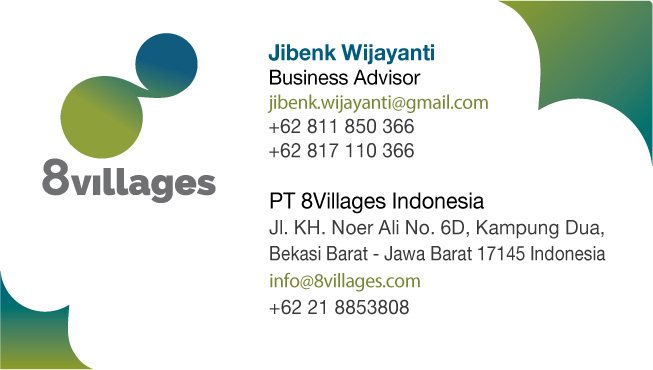 8villages
Jibenk Wijayanti
Business Advisor
jibenk.wijayanti@gmail.com
+62 811 850 366
+62 817 110 366
PT 8Villages Indonesia
Jl. KH. Noer Ali No. 6D, Kampung Dua,
Bekasi Barat - Jawa Barat 17145 Indonesia
info@8villages.com
+62 21 8853808